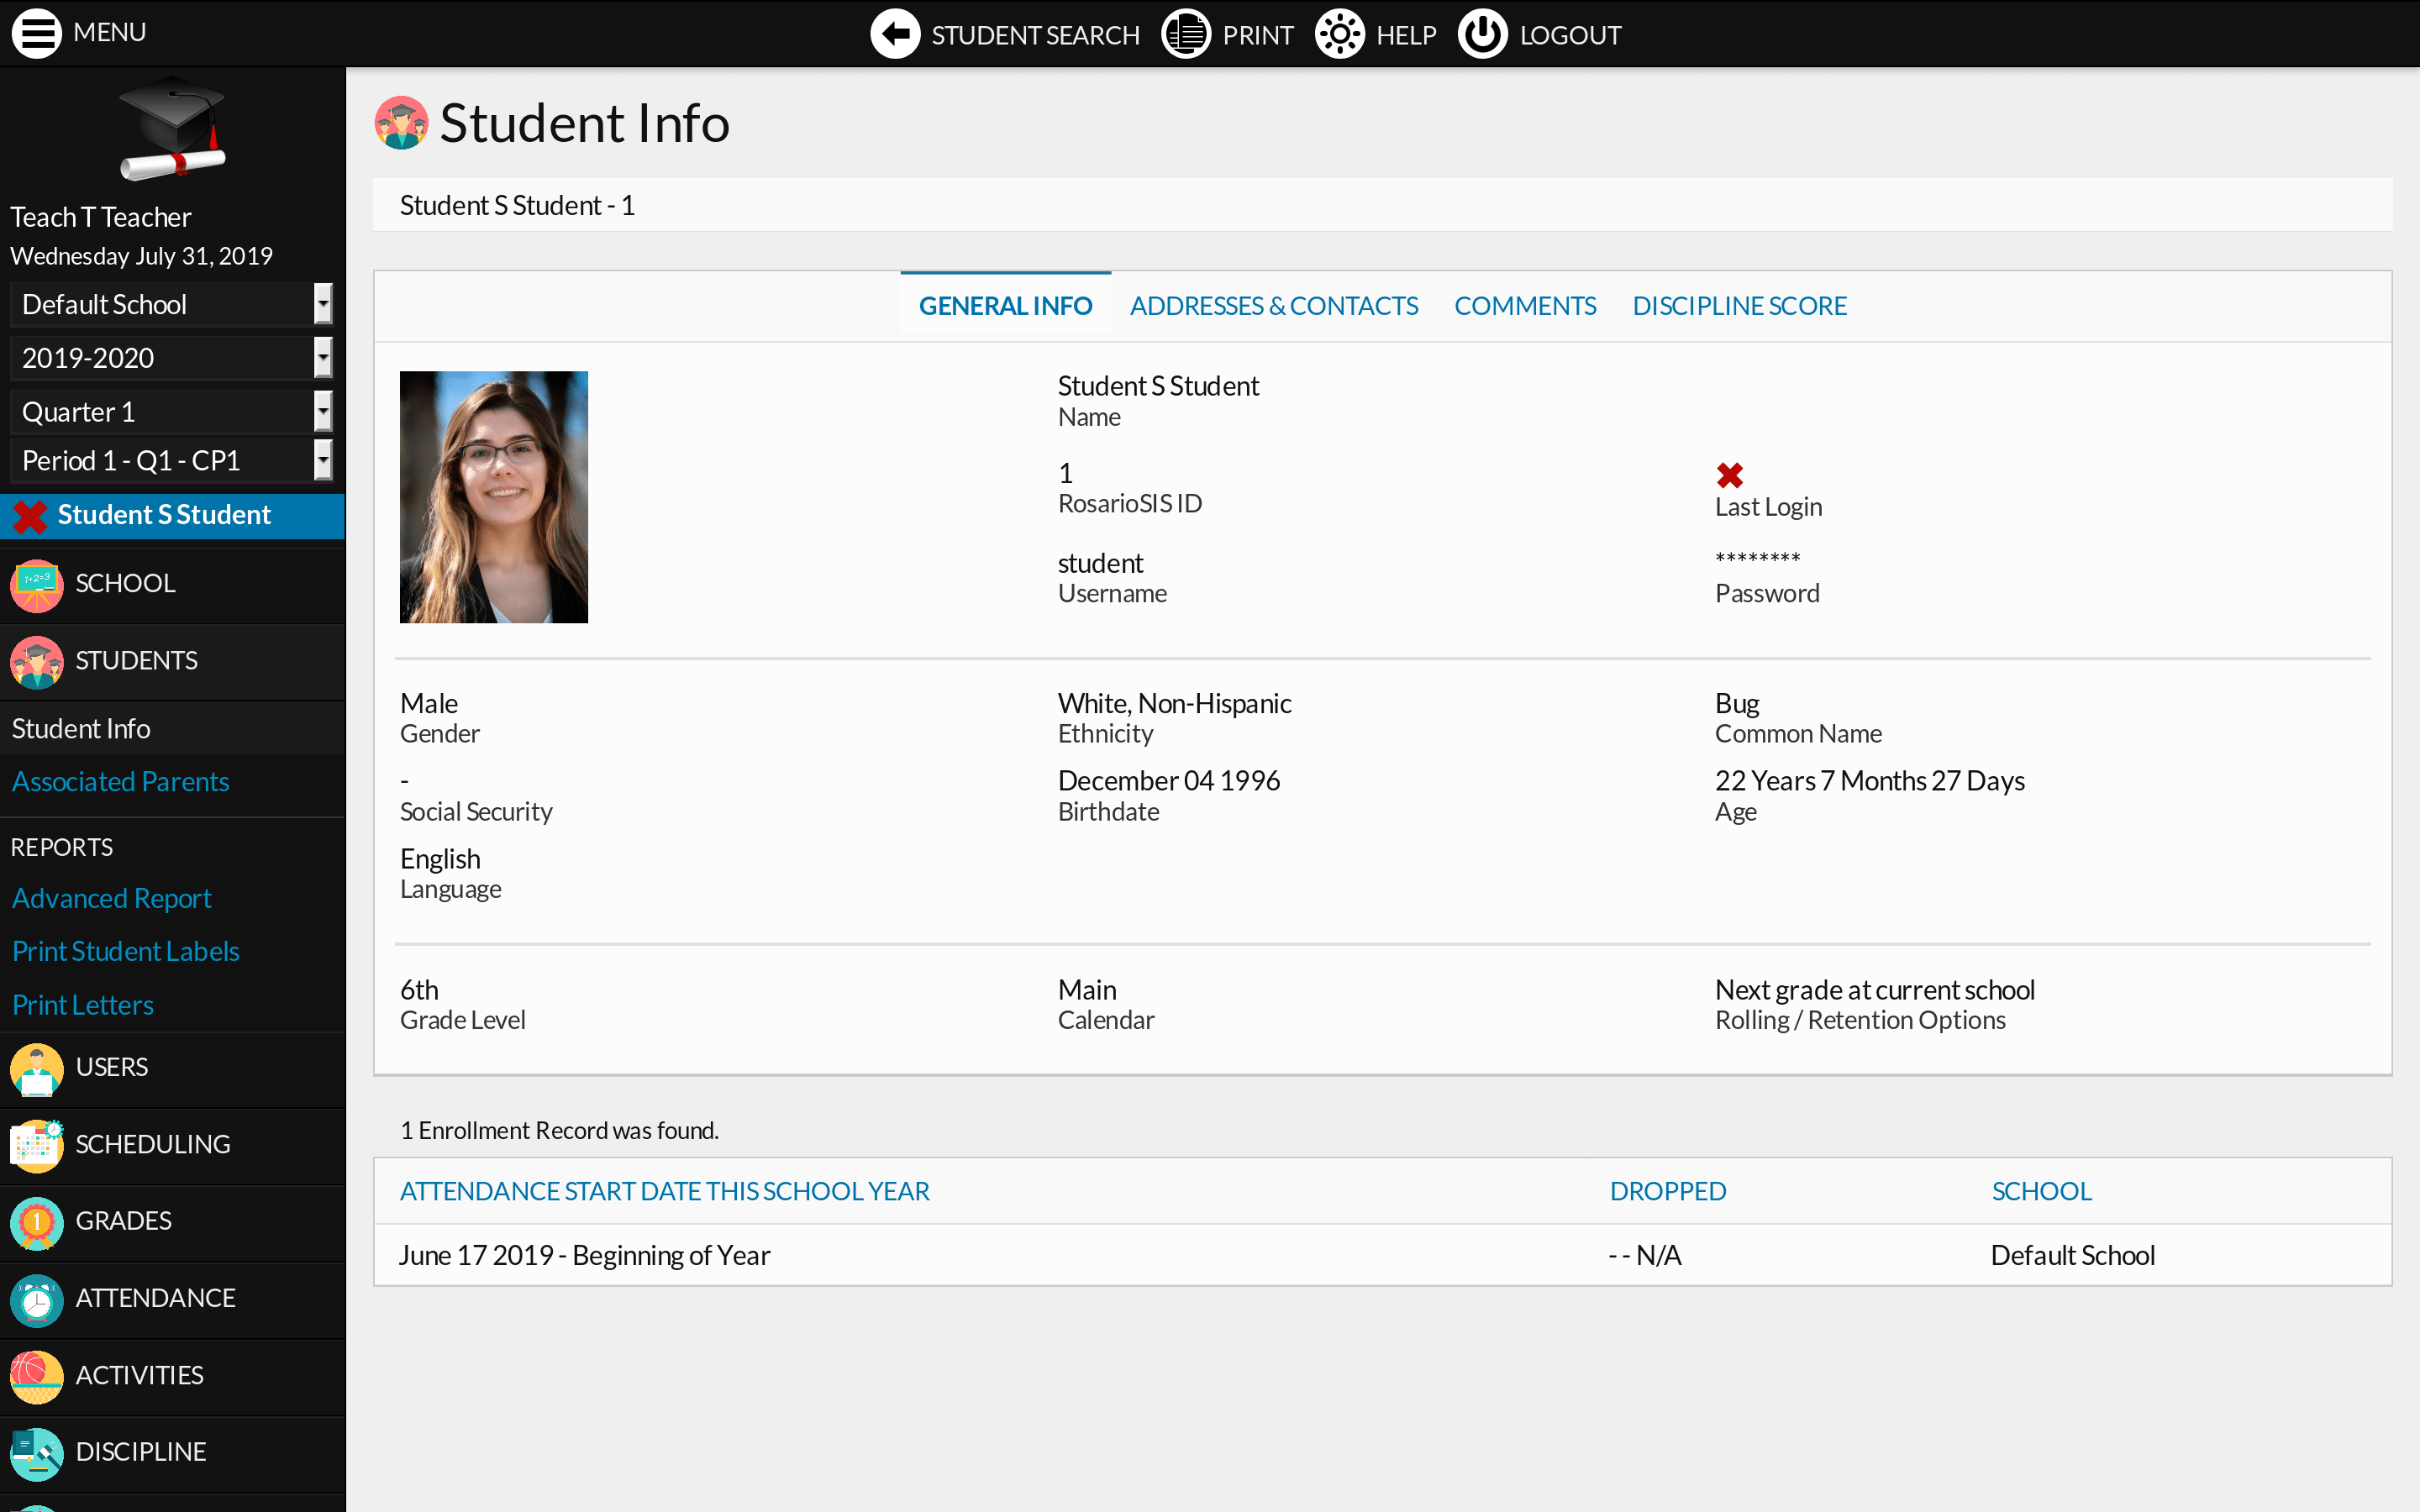 MENU
STUDENT SEARCH PRINT HELP LOGOUT
Teach T Teacher
Wednesday July 31, 2019
Default School
2019-2020
Quarter 1
Period 1 - Q1 - CP1
Student S Student
SCHOOL
1+2=3
STUDENTS
Student Info
Associated Parents
REPORTS
Advanced Report
Print Student Labels
Print Letters
USERS
SCHEDULING
GRADES
1
ATTENDANCE
ACTIVITIES
DISCIPLINE
Student Info
Student S Student - 1
GENERAL INFO ADDRESSES & CONTACTS COMMENTS DISCIPLINE SCORE
Student S Student
Name
1
RosarioSIS ID
Last Login
student
Username
********
Password
Male
Gender
White, Non-Hispanic
Ethnicity
Bug
Common Name
-
Social Security
December 04 1996
Birthdate
22 Years 7 Months 27 Days
Age
English
Language
6th
Grade Level
Main
Calendar
Next grade at current school
Rolling / Retention Options
1 Enrollment Record was found.
ATTENDANCE START DATE THIS SCHOOL YEAR DROPPED SCHOOL
June 17 2019 - Beginning of Year - - N/A Default School